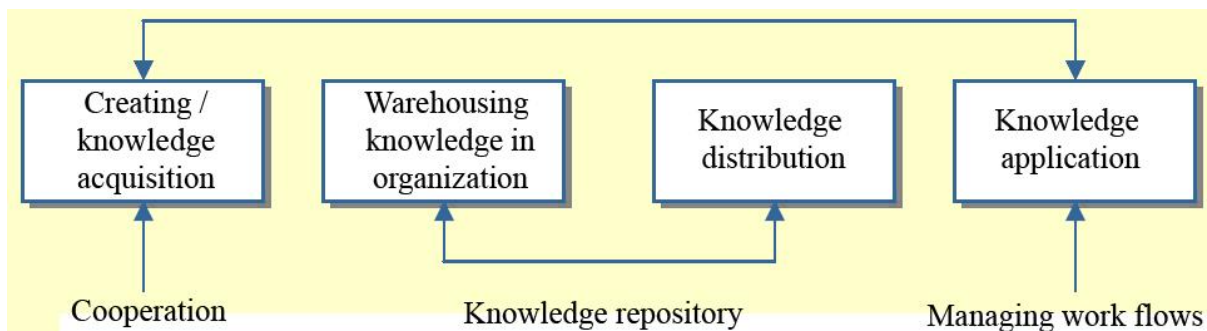 Creating /
knowledge
acquisition
Warehousing
knowledge in
organization
Knowledge
distribution
Knowledge
application
Cooperation
Knowledge repository
Managing work flows